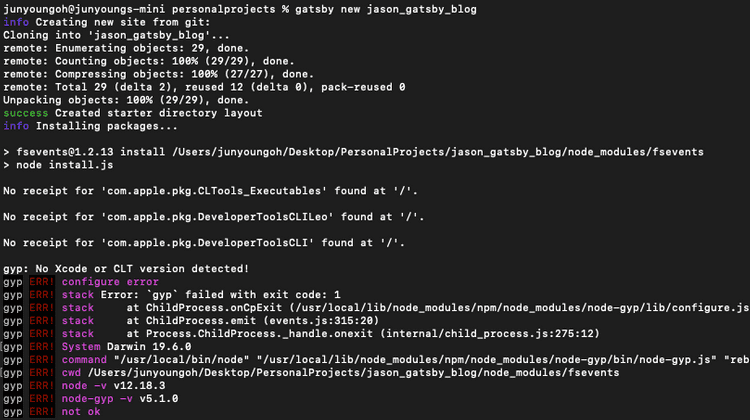 junyoungoh@junyoungs-mini personalprojects % gatsby new jason_gatsby_blog
info Creating new site from git:
Cloning into 'jason_gatsby_blog'...
remote: Enumerating objects: 29, done.
remote: Counting objects: 100% (29/29), done.
remote: Compressing objects: 100% (27/27), done.
remote: Total 29 (delta 2), reused 12 (delta 0), pack-reused 0
Unpacking objects: 100% (29/29), done.
success Created starter directory layout
info Installing packages...
> fsevents@1.2.13 install /Users/junyoungoh/Desktop/PersonalProjects/jason_gatsby_blog/node_modules/fsevents
> node install.js
No receipt for 'com.apple.pkg.CLTools_Executables' found at '/'.
No receipt for 'com.apple.pkg.DeveloperToolsCLILeo' found at '/'.
No receipt for 'com.apple.pkg.DeveloperToolsCLI' found at '/'.
gyp: No Xcode or CLT version detected!
gyp ERR! configure error
gyp ERR! stack Error: `gyp` failed with exit code: 1
gyp ERR! stack     at ChildProcess.onCpExit (/usr/local/lib/node_modules/npm/node_modules/node-gyp/lib/configure.js
gyp ERR! stack     at ChildProcess.emit (events.js:315:20)
gyp ERR! stack     at Process.ChildProcess._handle.onexit (internal/child_process.js:275:12)
gyp ERR! System Darwin 19.6.0
gyp ERR! command "/usr/local/bin/node" "/usr/local/lib/node_modules/npm/node_modules/node-gyp/bin/node-gyp.js" "reb
gyp ERR! cwd /Users/junyoungoh/Desktop/PersonalProjects/jason_gatsby_blog/node_modules/fsevents
gyp ERR! node -v v12.18.3
gyp ERR! node-gyp -v v5.1.0
gyp ERR! not ok